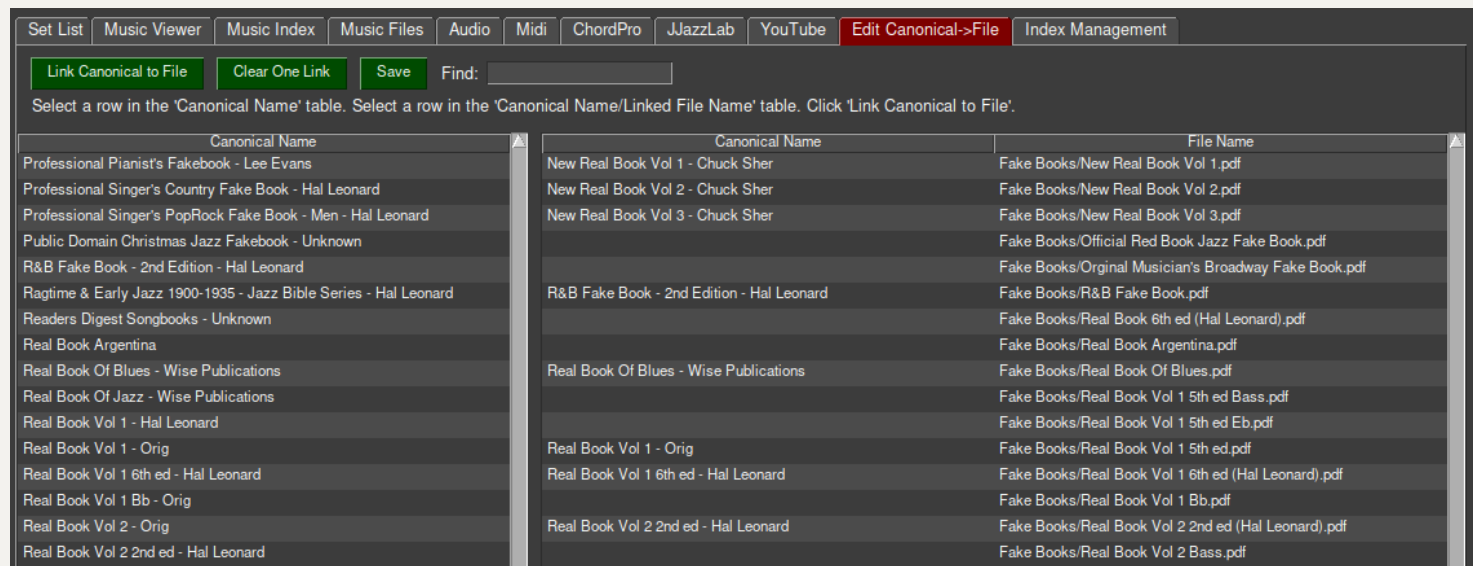 Set List Music Viewer Music Index Music Files Audio Midi ChordPro JJazzLab YouTube Edit Canonical->File Index Management
Link Canonical to File Clear One Link Save Find:
Select a row in the 'Canonical Name' table. Select a row in the 'Canonical Name/Linked File Name' table. Click 'Link Canonical to File'.
Canonical Name Canonical Name File Name
Professional Pianist's Fakebook - Lee Evans New Real Book Vol 1 - Chuck Sher Fake Books/New Real Book Vol 1.pdf
Professional Singer's Country Fake Book - Hal Leonard New Real Book Vol 2 - Chuck Sher Fake Books/New Real Book Vol 2.pdf
Professional Singer's PopRock Fake Book - Men - Hal Leonard New Real Book Vol 3 - Chuck Sher Fake Books/New Real Book Vol 3.pdf
Public Domain Christmas Jazz Fakebook - Unknown Fake Books/Official Red Book Jazz Fake Book.pdf
R&B Fake Book - 2nd Edition - Hal Leonard Fake Books/Orginal Musician's Broadway Fake Book.pdf
Ragtime & Early Jazz 1900-1935 - Jazz Bible Series - Hal Leonard R&B Fake Book - 2nd Edition - Hal Leonard Fake Books/R&B Fake Book.pdf
Readers Digest Songbooks - Unknown Fake Books/Real Book 6th ed (Hal Leonard).pdf
Real Book Argentina Fake Books/Real Book Argentina.pdf
Real Book Of Blues - Wise Publications Real Book Of Blues - Wise Publications Fake Books/Real Book Of Blues.pdf
Real Book Of Jazz - Wise Publications Fake Books/Real Book Vol 1 5th ed Bass.pdf
Real Book Vol 1 - Hal Leonard Fake Books/Real Book Vol 1 5th ed Eb.pdf
Real Book Vol 1 - Orig Real Book Vol 1 - Orig Fake Books/Real Book Vol 1 5th ed.pdf
Real Book Vol 1 6th ed - Hal Leonard Real Book Vol 1 6th ed - Hal Leonard Fake Books/Real Book Vol 1 6th ed (Hal Leonard).pdf
Real Book Vol 1 Bb - Orig Fake Books/Real Book Vol 1 Bb.pdf
Real Book Vol 2 - Orig Real Book Vol 2 2nd ed - Hal Leonard Fake Books/Real Book Vol 2 2nd ed (Hal Leonard).pdf
Real Book Vol 2 2nd ed - Hal Leonard Fake Books/Real Book Vol 2 Bass.pdf